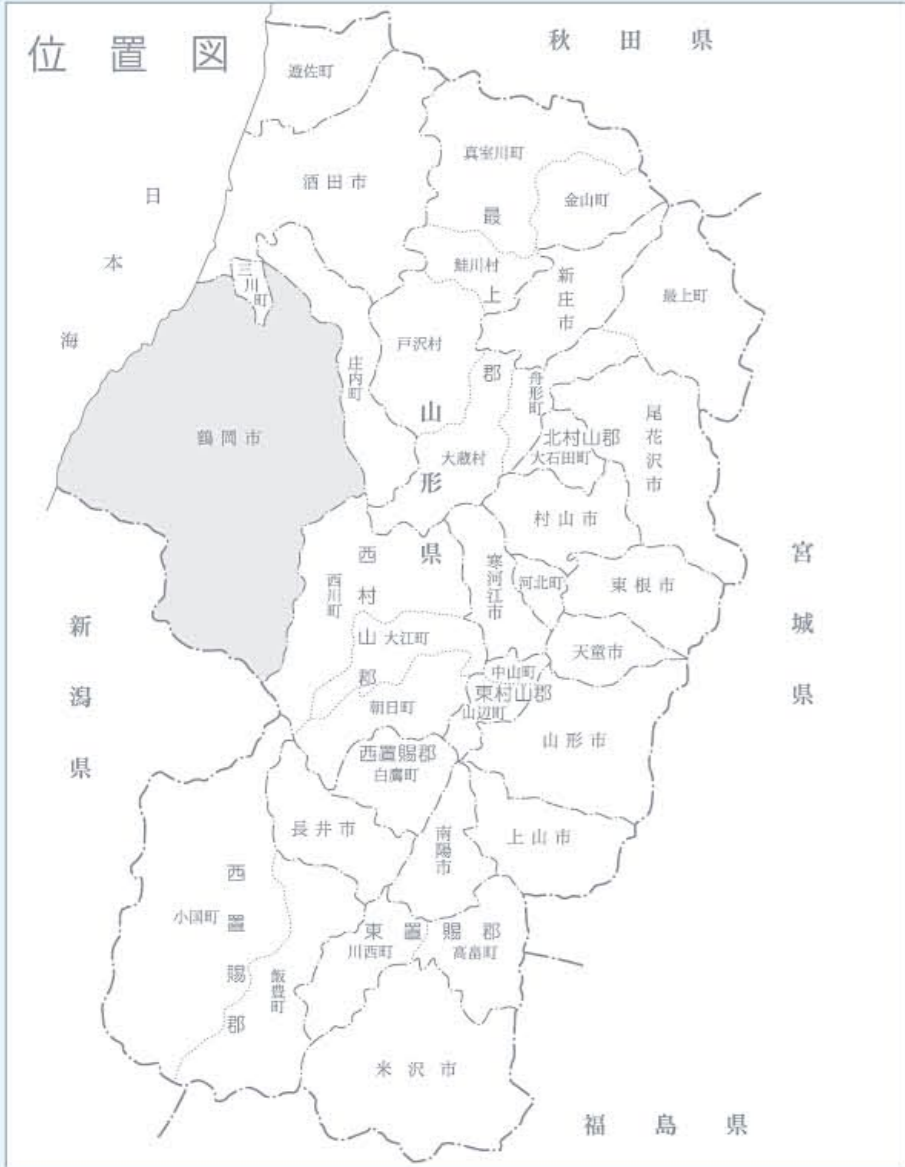 位置図
秋田県
遊佐町
真室川町
酒田市
金山町
日本海
最上郡
鮭川村
三川町
新庄市
最上町
戸沢村
庄内町
舟形町
山形県
鶴岡市
尾花沢市
北村山郡
大石田町
大蔵村
村山市
宮城県
西村山郡
寒河江市
河北町
東根市
西川町
新潟県
大江町
天童市
中山町
東村山郡
山辺町
朝日町
山形市
西置賜郡
白鷹町
長井市
南陽市
上山市
西置賜郡
小国町
東置賜郡
川西町
高畠町
飯豊町
米沢市
福島県